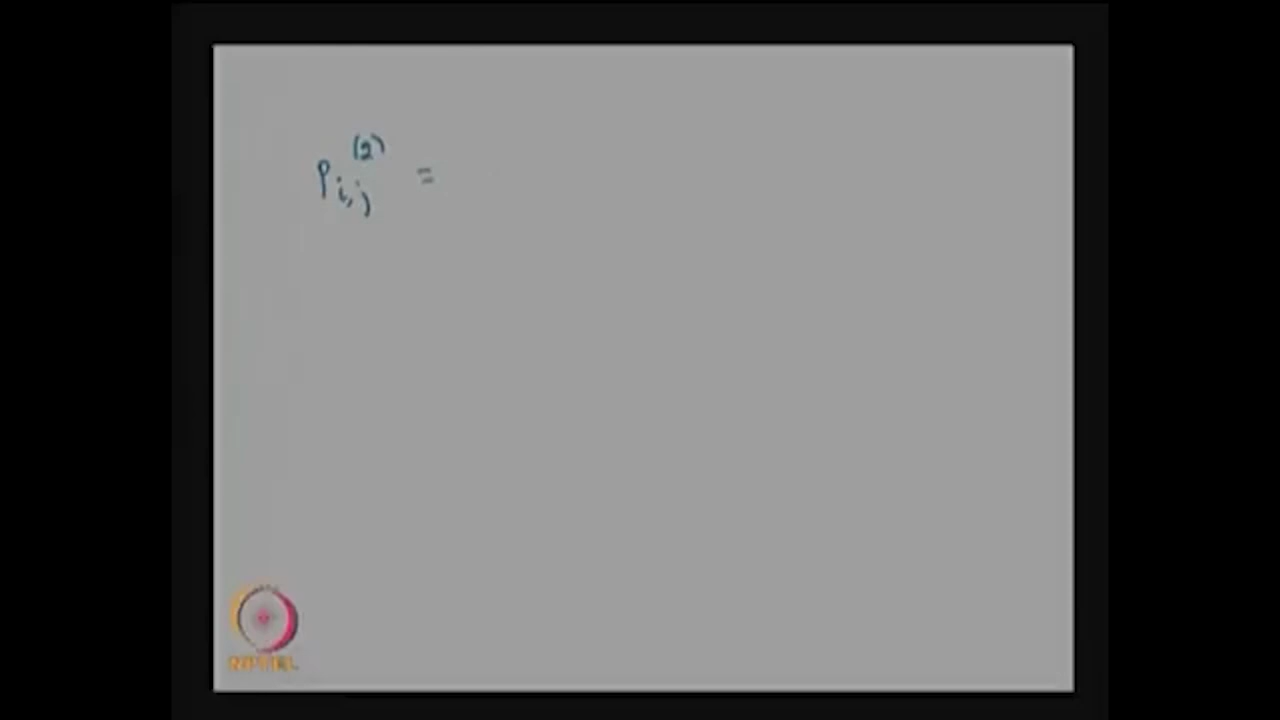 P_{i,j}^{(2)} =
NPTEL